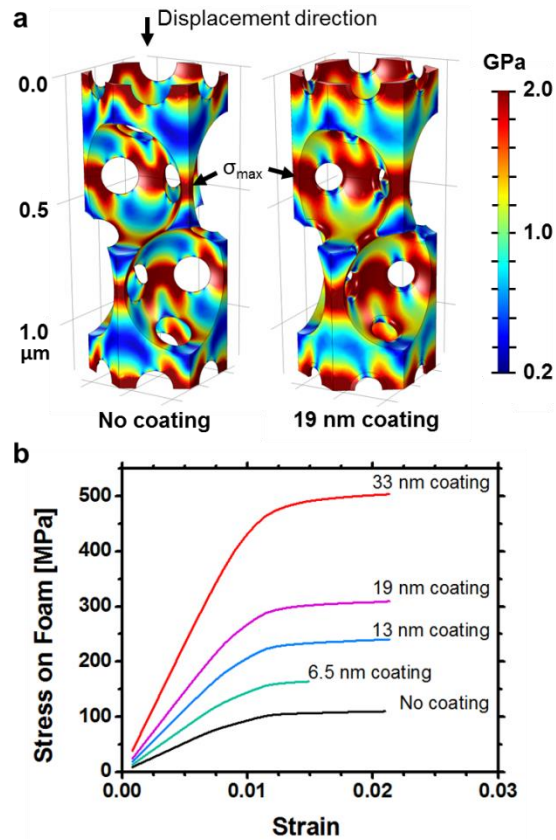 a
Displacement direction
GPa
0.0
2.0
σmax
0.5
1.0
1.0
μm
0.2
No coating
19 nm coating
b
500
33 nm coating
400
300
19 nm coating
13 nm coating
200
6.5 nm coating
100
No coating
0
0.00
0.01
0.02
0.03
Stress on Foam [MPa]
Strain